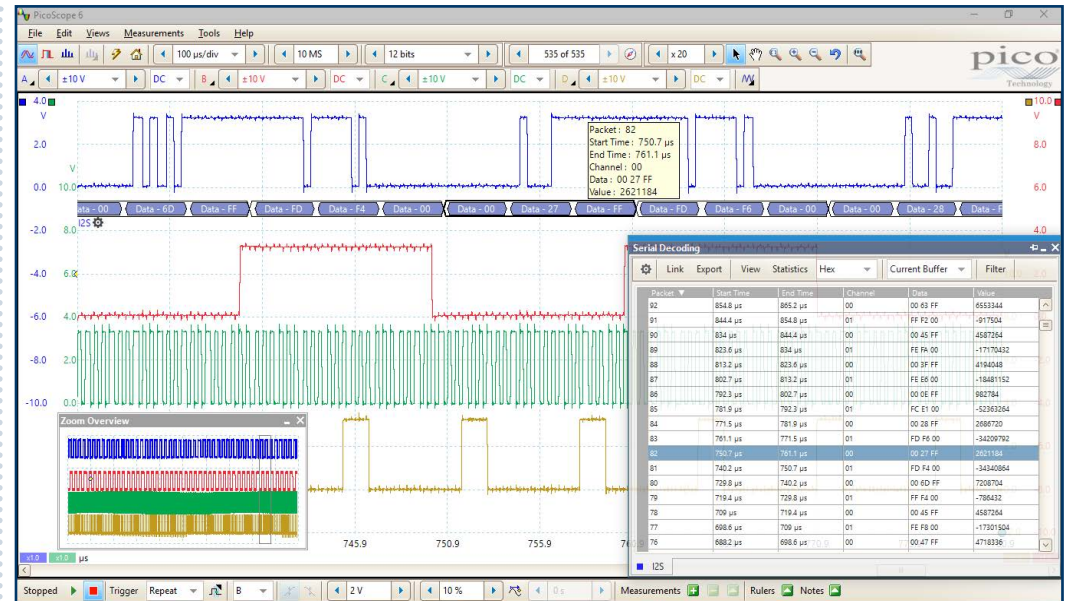 PicoScope 6
File Edit Views Measurements Tools Help
100 µs/div 10 MS 12 bits 535 of 535 x 20
pico
Technology
A ±10 V DC B ±10 V DC C ±10 V DC D ±10 V DC
4.0 10.0
V V
2.0 8.0
V
0.0 10.0 6.0
Packet : 82
Start Time : 750.7 µs
End Time : 761.1 µs
Channel : 00
Data : 00 27 FF
Value : 2621184
ata - 00 Data - 6D Data - FF Data - FD Data - F4 Data - 00 Data - 00 Data - 27 Data - FF Data - FD Data - F6 Data - 00 Data - 00 Data - 28 Data - F
I2S
-2.0 8.0 4.0
-4.0 6.0
-6.0 4.0
-8.0 2.0
-10.0 0.0
Serial Decoding
Link Export View Statistics Hex Current Buffer Filter
Packet Start Time End Time Channel Data Value
92 854.8 µs 865.2 µs 00 00 63 FF 6553344
91 844.4 µs 854.8 µs 01 FF F2 00 -917504
90 834 µs 844.4 µs 00 00 45 FF 4587264
89 823.6 µs 834 µs 01 FE FA 00 -17170432
88 813.2 µs 823.6 µs 00 00 3F FF 4194048
87 802.7 µs 813.2 µs 01 FE E6 00 -18481152
86 792.3 µs 802.7 µs 00 00 0E FF 982784
85 781.9 µs 792.3 µs 01 FC E1 00 -52363264
84 771.5 µs 781.9 µs 00 00 28 FF 2686720
83 761.1 µs 771.5 µs 01 FD F6 00 -34209792
82 750.7 µs 761.1 µs 00 00 27 FF 2621184
81 740.2 µs 750.7 µs 01 FD F4 00 -34340864
80 729.8 µs 740.2 µs 00 00 6D FF 7208704
79 719.4 µs 729.8 µs 01 FF F4 00 -786432
78 709 µs 719.4 µs 00 00 45 FF 4587264
77 698.6 µs 709 µs 01 FE F8 00 -17301504
76 688.2 µs 698.6 µs 00 00 47 FF 4718336
I2S
Zoom Overview
745.9 750.9 755.9
x1.0 x1.0 µs
Stopped Trigger Repeat B 2 V 10 % 0 s Measurements Rulers Notes